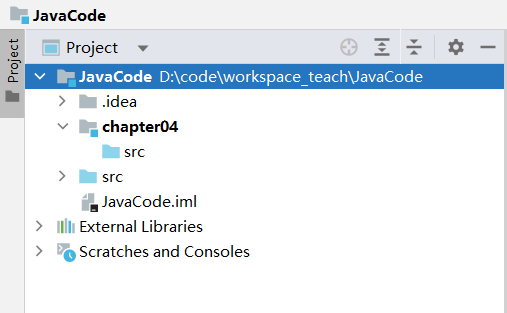 JavaCode
Project
Project
JavaCode D:\code\workspace_teach\JavaCode
.idea
chapter04
src
src
JavaCode.iml
External Libraries
Scratches and Consoles